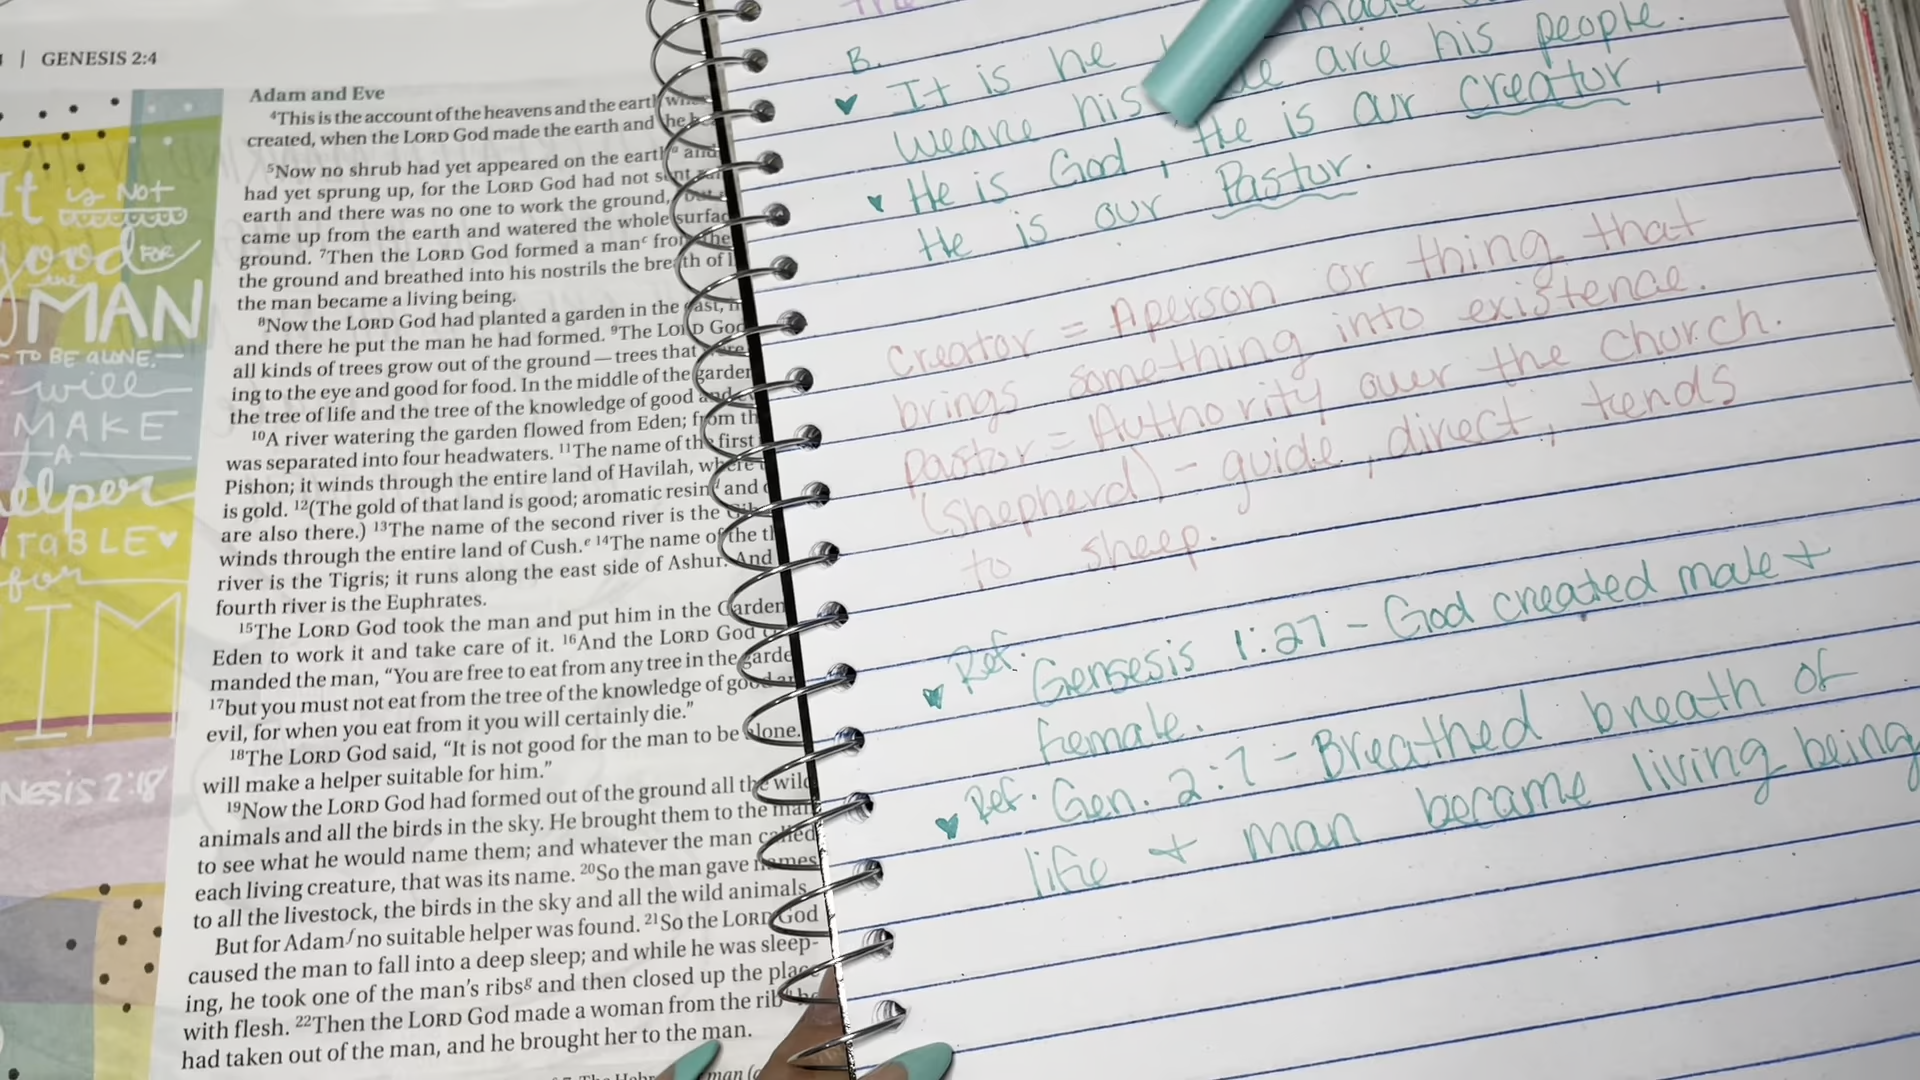 GENESIS 2:4
It is NOT
good FOR
MAN
TO BE ALONE.
will
MAKE
A
elper
ITABLE
for
IM
NESIS 2:18
Adam and Eve
4This is the account of the heavens and the earth
created, when the LORD God made the earth and the
5Now no shrub had yet appeared on the earth and
had yet sprung up, for the LORD God had not sent
earth and there was no one to work the ground,
came up from the earth and watered the whole surfac
ground. 7Then the LORD God formed a man from the
the ground and breathed into his nostrils the breath of
the man became a living being.
8Now the LORD God had planted a garden in the east,
and there he put the man he had formed. 9The LORD God
all kinds of trees grow out of the ground — trees that
ing to the eye and good for food. In the middle of the garden
the tree of life and the tree of the knowledge of good and
10A river watering the garden flowed from Eden; from th
was separated into four headwaters. 11The name of the first
Pishon; it winds through the entire land of Havilah, where
is gold. 12(The gold of that land is good; aromatic resin and
are also there.) 13The name of the second river is the
winds through the entire land of Cush.e 14The name of the
river is the Tigris; it runs along the east side of Ashur. And
fourth river is the Euphrates.
15The LORD God took the man and put him in the Garden
Eden to work it and take care of it. 16And the LORD God
manded the man, “You are free to eat from any tree in the garde
17but you must not eat from the tree of the knowledge of good
evil, for when you eat from it you will certainly die.”
18The LORD God said, “It is not good for the man to be alone.
will make a helper suitable for him.”
19Now the LORD God had formed out of the ground all the wild
animals and all the birds in the sky. He brought them to the man
to see what he would name them; and whatever the man called
each living creature, that was its name. 20So the man gave names
to all the livestock, the birds in the sky and all the wild animals.
But for Adamf no suitable helper was found. 21So the LORD God
caused the man to fall into a deep sleep; and while he was sleep-
ing, he took one of the man’s ribsg and then closed up the place
with flesh. 22Then the LORD God made a woman from the rib
had taken out of the man, and he brought her to the man.
The
man
B.
It is he made
weare his are his people.
He is God, He is our creator,
He is our Pastor.
Creator = Aperson or thing that
brings something into existence.
Pastor = Authority over the church.
(shepherd) - guide, direct, tends
to sheep.
Ref. Gensesis 1:27 - God created male +
female.
Ref. Gen. 2:7 - Breathed breath of
life + man became living being